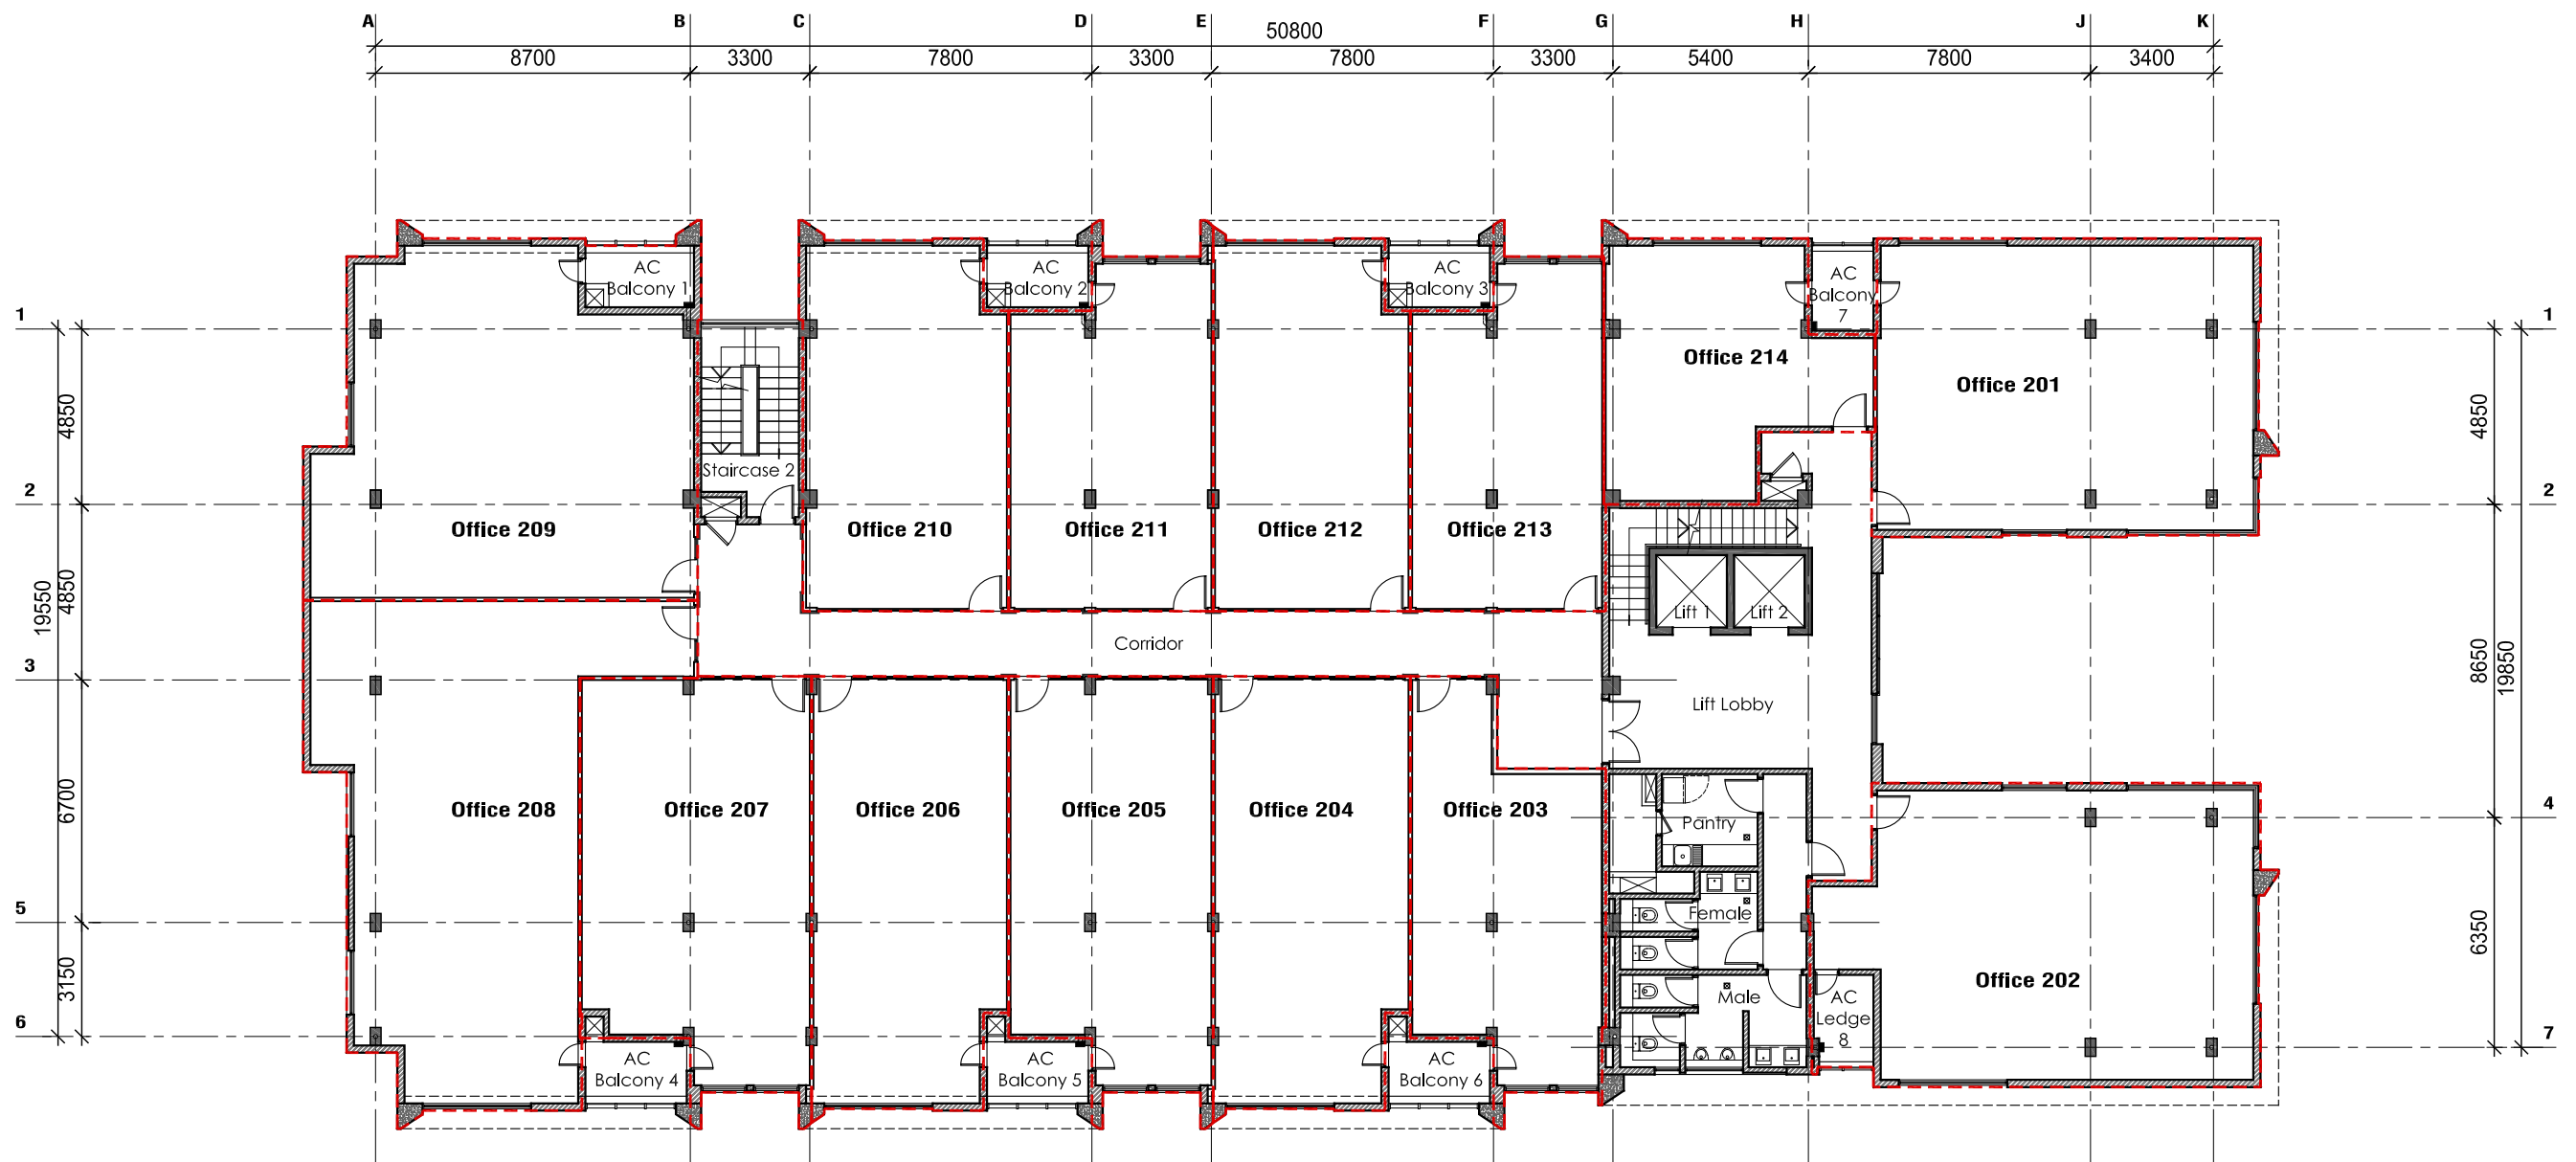 A B C D E F G H J K
50800
8700 3300 7800 3300 7800 3300 5400 7800 3400
AC
Balcony 1
AC
Balcony 2
AC
Balcony 3
AC
Balcony
7
1
1
Office 214
Office 201
4850
4850
Staircase 2
2
2
Office 209
Office 210
Office 211
Office 212
Office 213
19550
4850
Lift 1
Lift 2
Corridor
3
8650
19850
Lift Lobby
6700
Office 208
Office 207
Office 206
Office 205
Office 204
Office 203
Pantry
4
5
Female
6350
3150
Male
Office 202
AC
Ledge
8
6
7
AC
Balcony 4
AC
Balcony 5
AC
Balcony 6